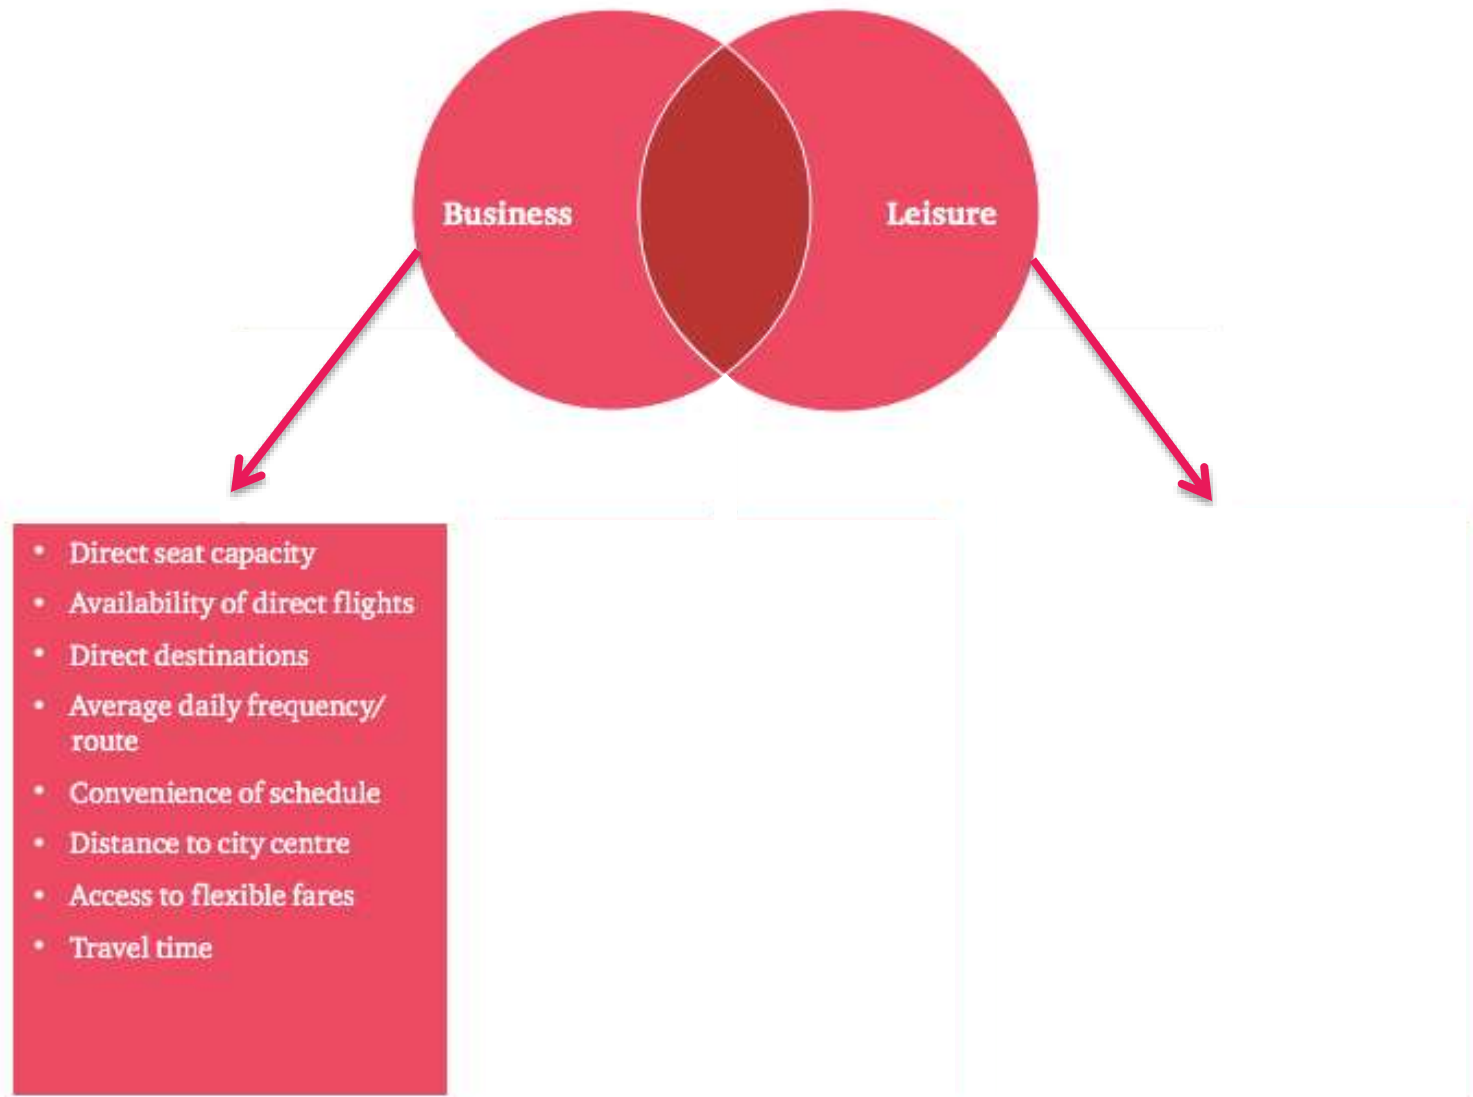 Business
Leisure
• Direct seat capacity
• Availability of direct flights
• Direct destinations
• Average daily frequency/
route
• Convenience of schedule
• Distance to city centre
• Access to flexible fares
• Travel time